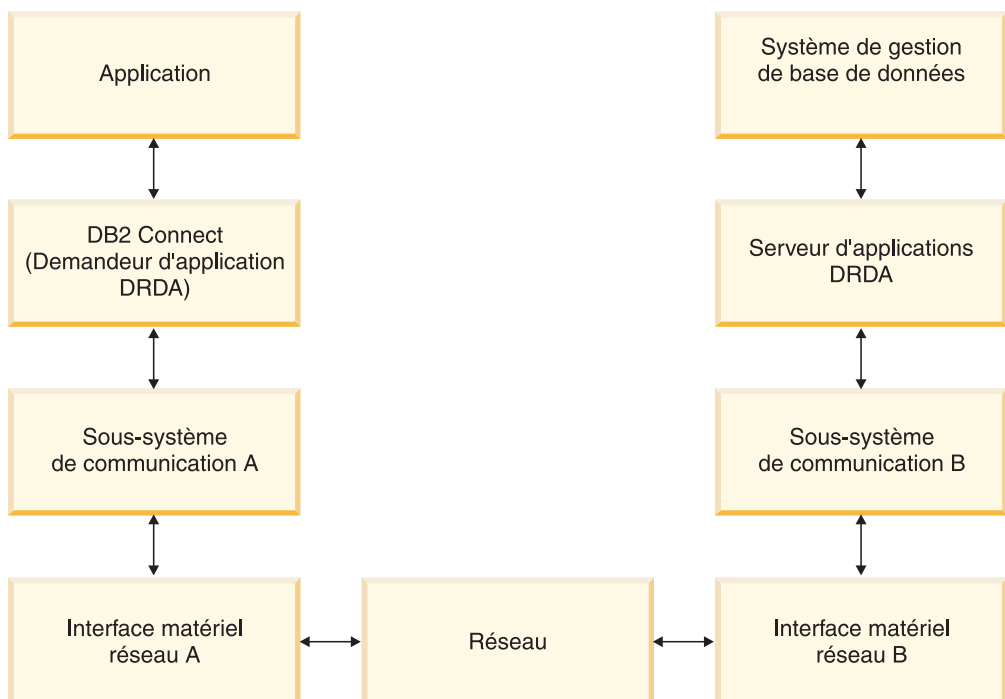 Application
Système de gestion
de base de données
DB2 Connect
(Demandeur d'application
DRDA)
Serveur d'applications
DRDA
Sous-système
de communication A
Sous-système
de communication B
Interface matériel
réseau A
Réseau
Interface matériel
réseau B